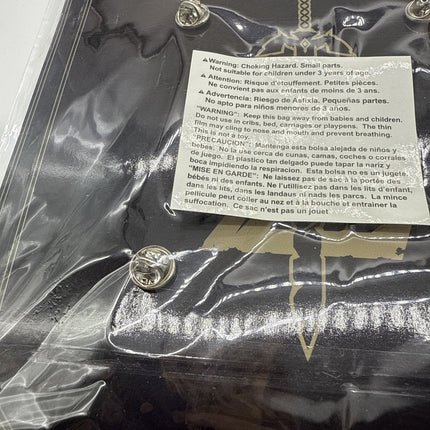 ⚠Warning: Choking Hazard. Small parts.
Not suitable for children under 3 years of age.
⚠Attention: Risque d'étouffement. Petites pièces.
Ne convient pas aux enfants de moins de 3 ans.
⚠Advertencia: Riesgo de Asfixia. Pequeñas partes.
No apto para niños menores de 3 años.
"WARNING": Keep this bag away from babies and children.
Do not use in cribs, bed, carriages or playpens. The thin
film may cling to nose and mouth and prevent breathing.
This is not a toy.
"PRECAUCION": Mantenga esta bolsa alejada de niños y
bebes. No la use cerca de cunas, camas, coches o corrales
de juego. El plastico tan delgado puede tapar la nariz y
boca impidiendo la respiracion. Esta bolsa no es un juguete.
"MISE EN GARDE": Ne laissez pas de sac à la portée des
bébés ni des enfants. Ne l'utilisez pas dans les lits d'enfant,
dans les lits, dans les landaus ni nads les parcs. La mince
pellicule peut coller au nez et à la bouche et entraîner la
suffocation. Ce sac n'est pas un jouet